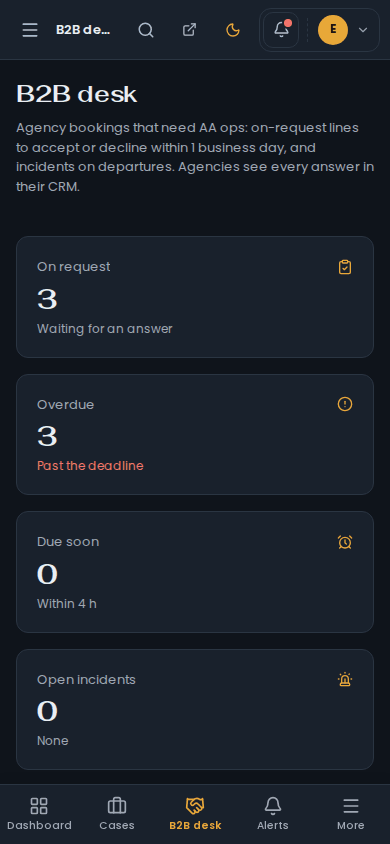 B2B de...
E
B2B desk
Agency bookings that need AA ops: on-request lines
to accept or decline within 1 business day, and
incidents on departures. Agencies see every answer in
their CRM.
On request
3
Waiting for an answer
Overdue
3
Past the deadline
Due soon
0
Within 4 h
Open incidents
0
None
Dashboard
Cases
B2B desk
Alerts
More